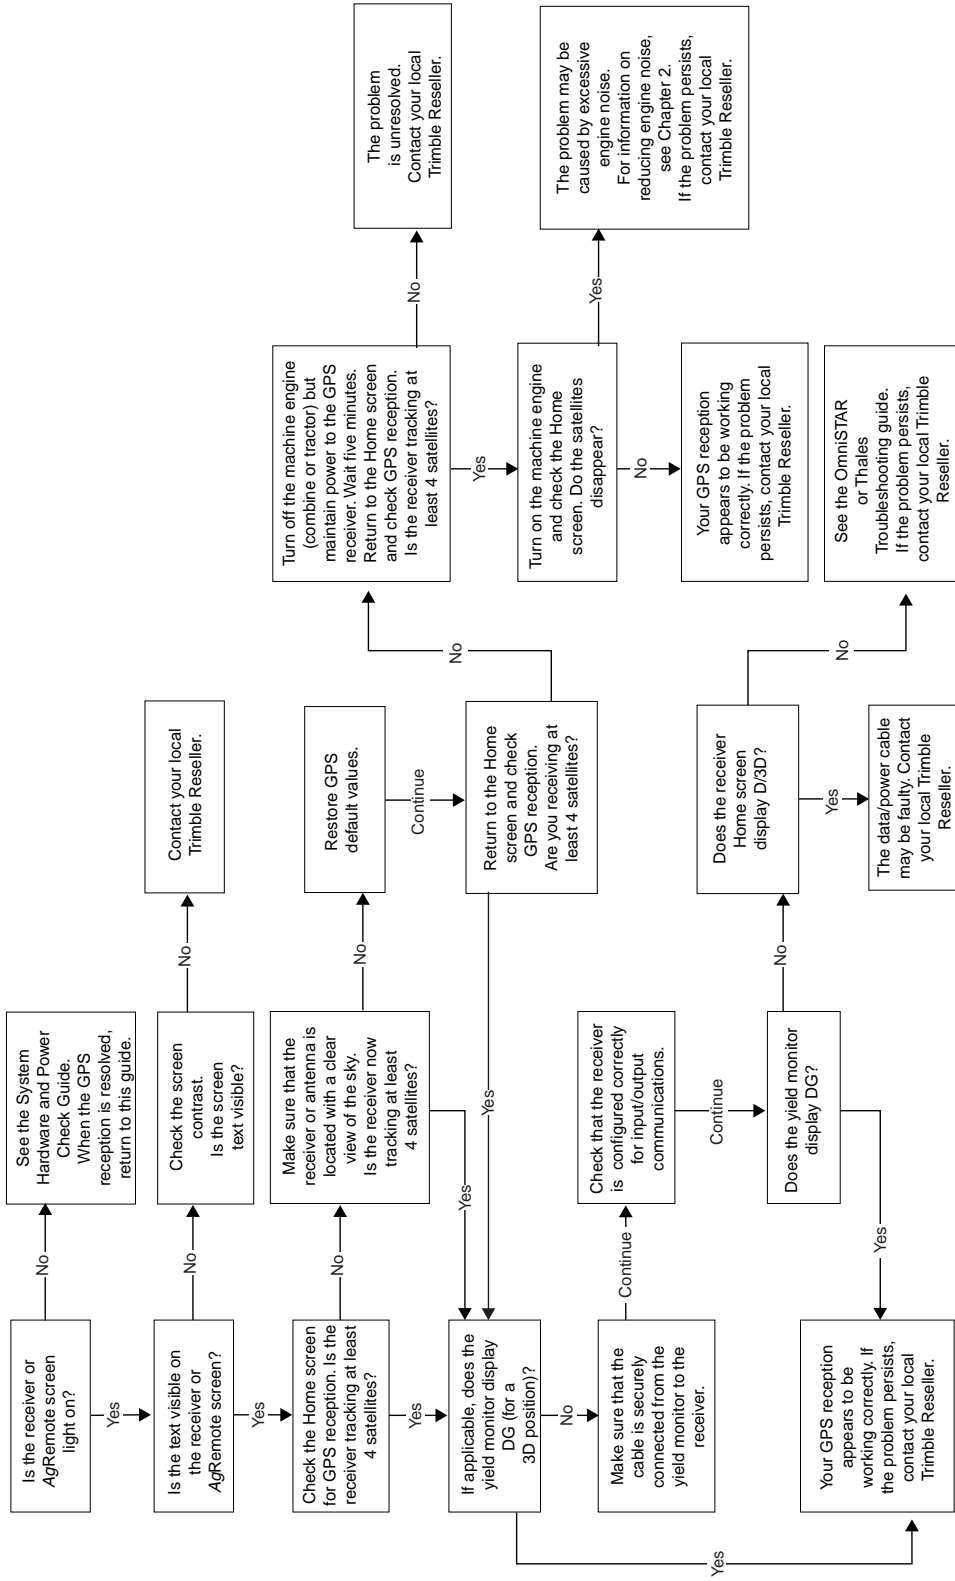 Is the receiver or
AgRemote screen
light on?
No
See the System
Hardware and Power
Check Guide.
When the GPS
reception is resolved,
return to this guide.
Yes
Is the text visible on
the receiver or
AgRemote screen?
No
Check the screen
contrast.
Is the screen
text visible?
No
Contact your local
Trimble Reseller.
Yes
Check the Home screen
for GPS reception. Is the
receiver tracking at least
4 satellites?
No
Make sure that the
receiver or antenna is
located with a clear
view of the sky.
Is the receiver now
tracking at least
4 satellites?
No
Restore GPS
default values.
Continue
Return to the Home
screen and check
GPS reception.
Are you receiving at
least 4 satellites?
No
Turn off the machine engine
(combine or tractor) but
maintain power to the GPS
receiver. Wait five minutes.
Return to the Home screen
and check GPS reception.
Is the receiver tracking at
least 4 satellites?
No
The problem
is unresolved.
Contact your local
Trimble Reseller.
Yes
Turn on the machine engine
and check the Home
screen. Do the satellites
disappear?
Yes
The problem may be
caused by excessive
engine noise.
For information on
reducing engine noise,
see Chapter 2.
If the problem persists,
contact your local
Trimble Reseller.
No
Your GPS reception
appears to be working
correctly. If the problem
persists, contact your local
Trimble Reseller.
Yes
Yes
Yes
If applicable, does the
yield monitor display
DG (for a
3D position)?
No
Make sure that the
cable is securely
connected from the
yield monitor to the
receiver.
Continue
Check that the receiver
is configured correctly
for input/output
communications.
Continue
Does the yield monitor
display DG?
No
Does the receiver
Home screen
display D/3D?
No
See the OmniSTAR
or Thales
Troubleshooting guide.
If the problem persists,
contact your local Trimble
Reseller.
Yes
The data/power cable
may be faulty. Contact
your local Trimble
Reseller.
Yes
Yes
Your GPS reception
appears to be
working correctly. If
the problem persists,
contact your local
Trimble Reseller.